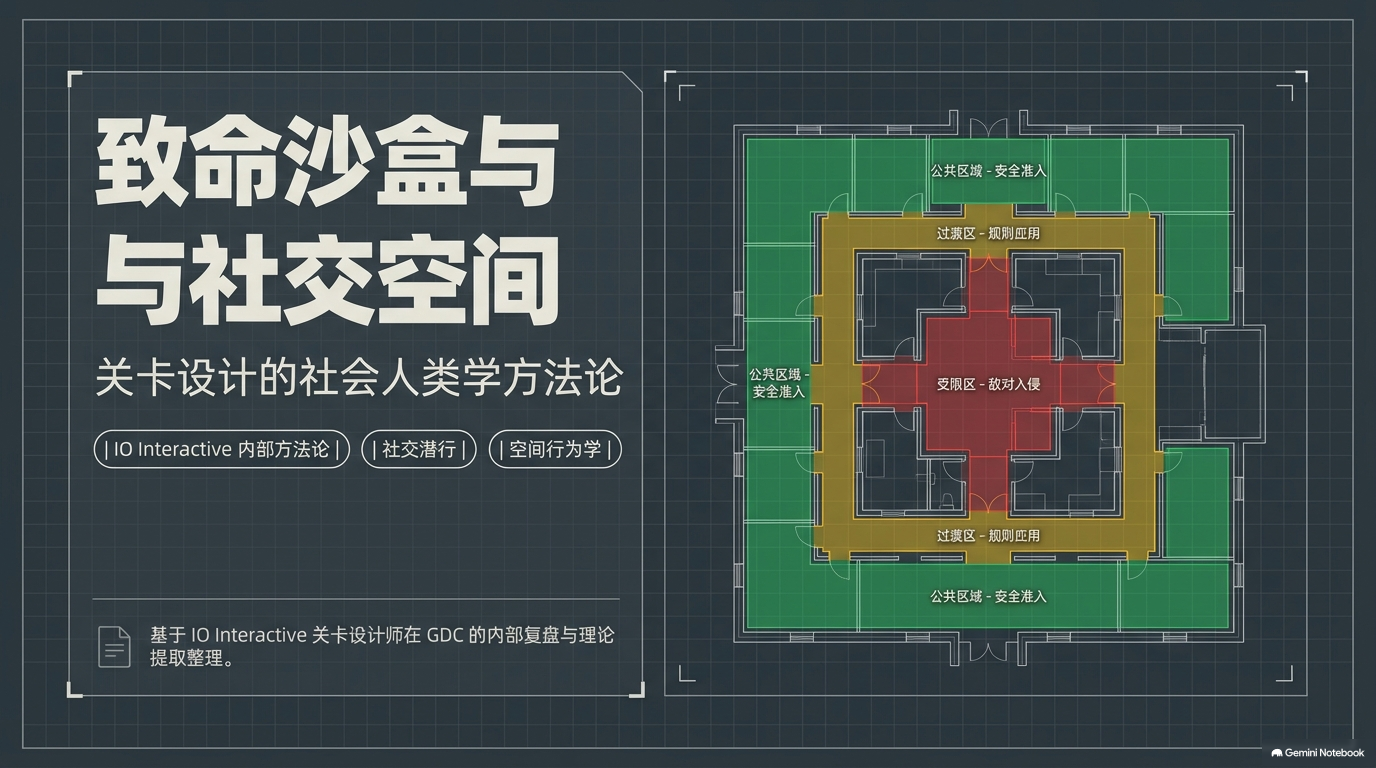 致命沙盒与
与社交空间
关卡设计的社会人类学方法论
| IO Interactive 内部方法论 |
| 社交潜行 |
| 空间行为学 |
基于 IO Interactive 关卡设计师在 GDC 的内部复盘与理论
提取整理。
公共区域 - 安全准入
过渡区 - 规则应用
公共区域 -
安全准入
受限区 - 敌对入侵
过渡区 - 规则应用
公共区域 - 安全准入
Gemini Notebook